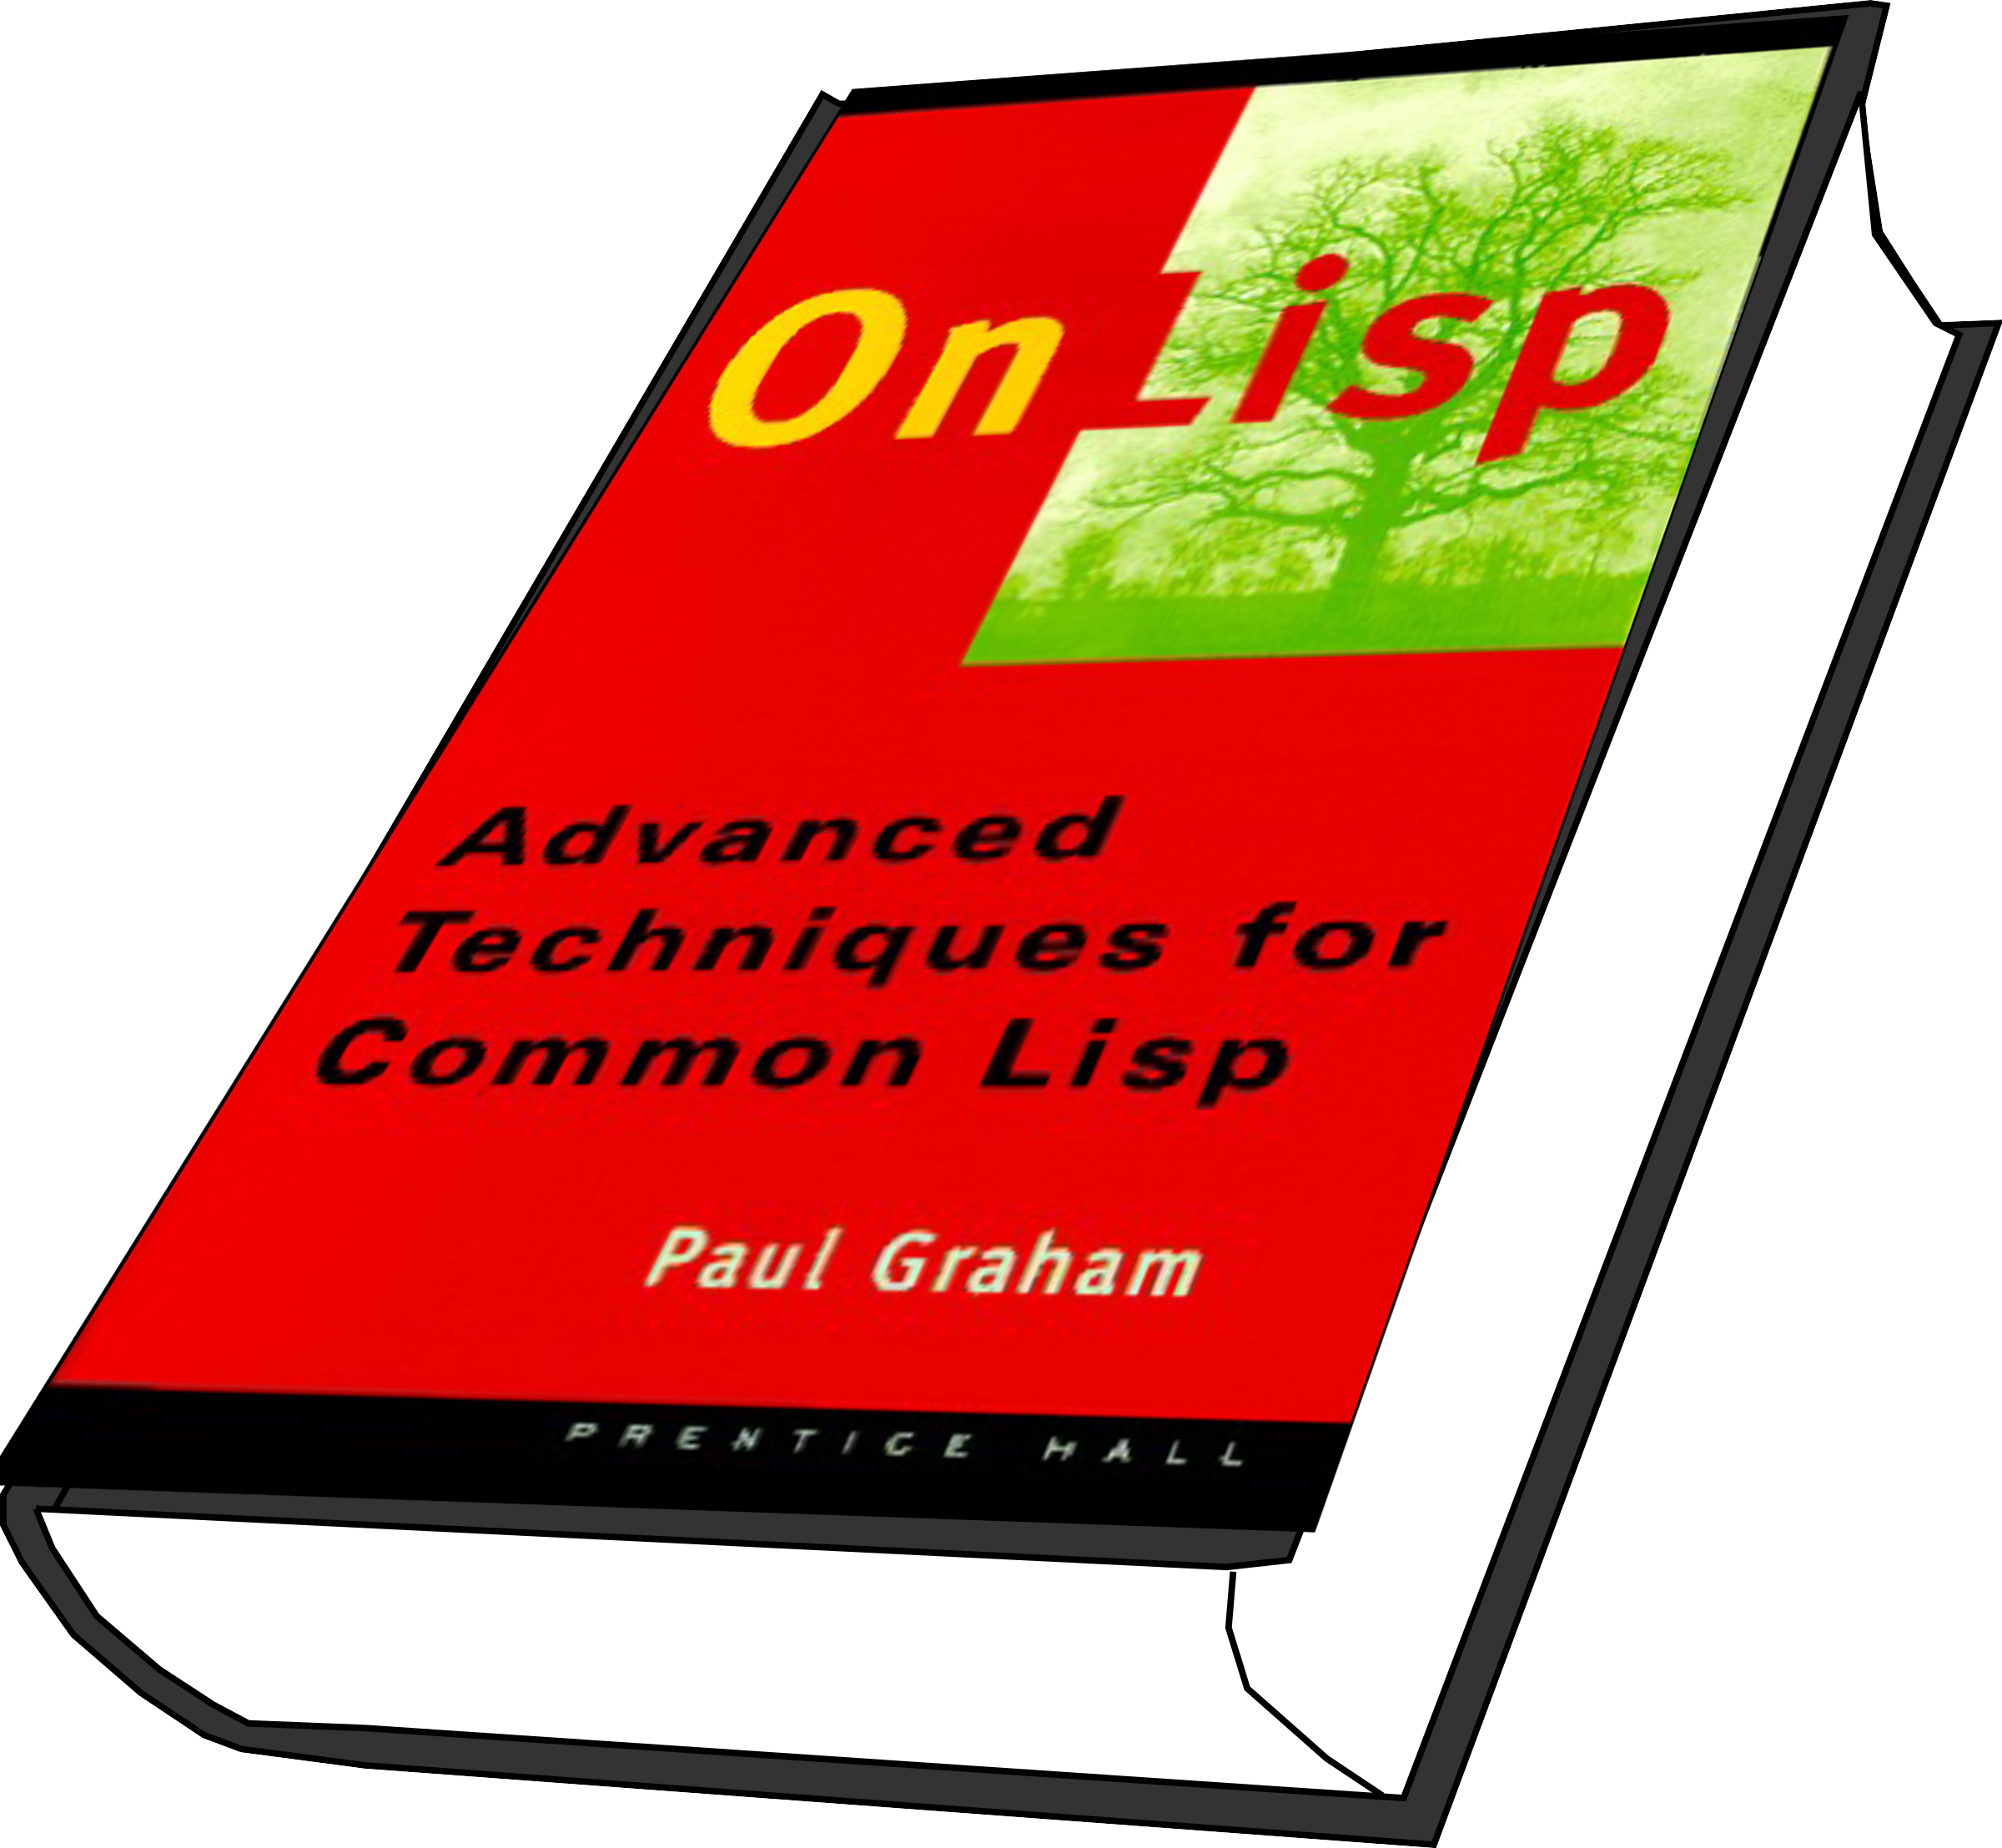 On Lisp
Advanced
Techniques for
Common Lisp
Paul Graham
PRENTICE HALL